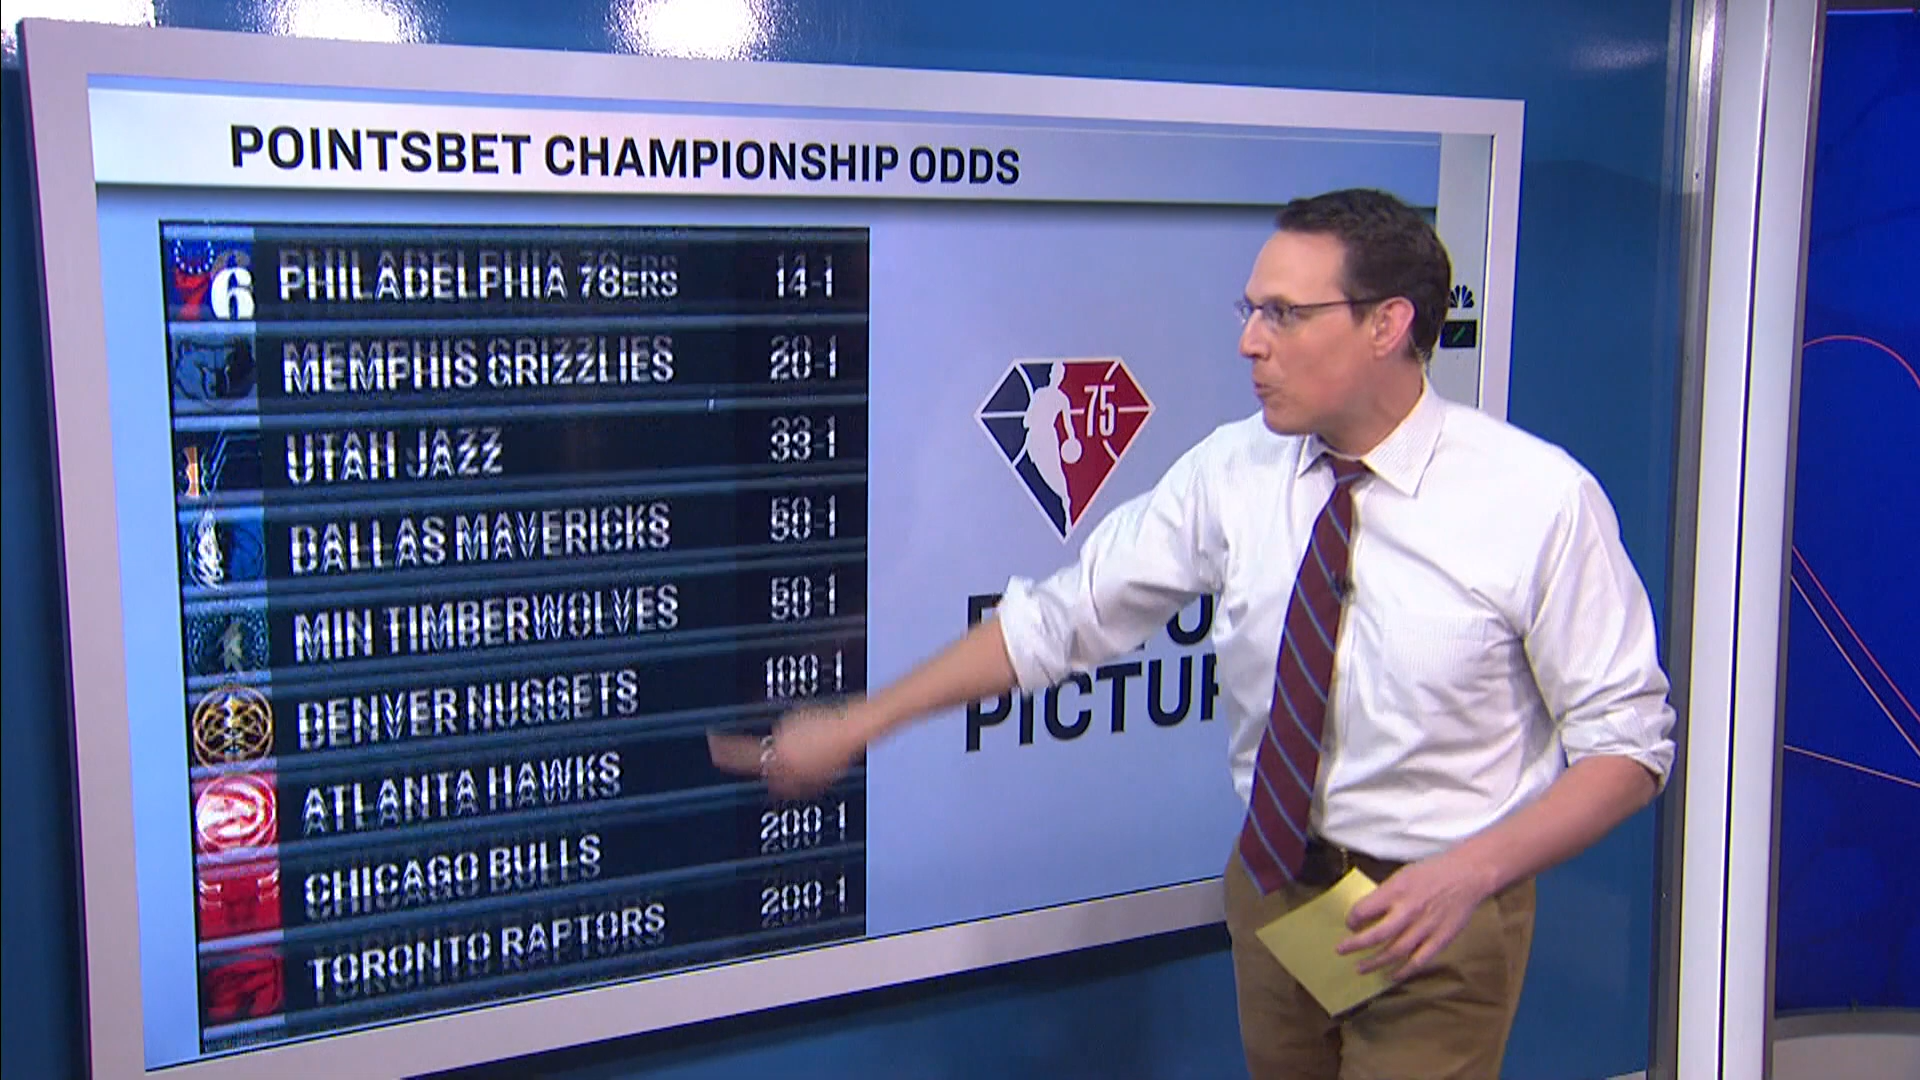 POINTSBET CHAMPIONSHIP ODDS
76 PHILADELPHIA 76ERS 14-1
MEMPHIS GRIZZLIES 20-1
UTAH JAZZ 33-1
DALLAS MAVERICKS 50-1
MIN TIMBERWOLVES 50-1
DENVER NUGGETS 100-1
ATLANTA HAWKS
CHICAGO BULLS 200-1
TORONTO RAPTORS 200-1
75
PICTUR